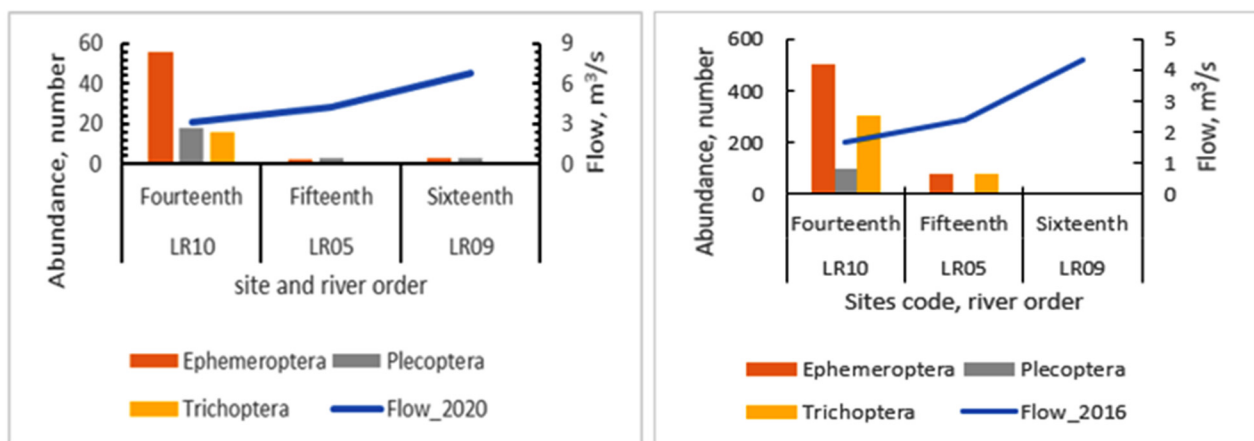 Abundance, number
60
40
20
0
9
6
3
0
Flow, m³/s
Fourteenth Fifteenth Sixteenth
LR10 LR05 LR09
site and river order
Ephemeroptera Plecoptera
Trichoptera Flow_2020
Abundance, number
600
400
200
0
5
4
3
2
1
0
Flow, m³/s
Fourteenth Fifteenth Sixteenth
LR10 LR05 LR09
Sites code, river order
Ephemeroptera Plecoptera
Trichoptera Flow_2016